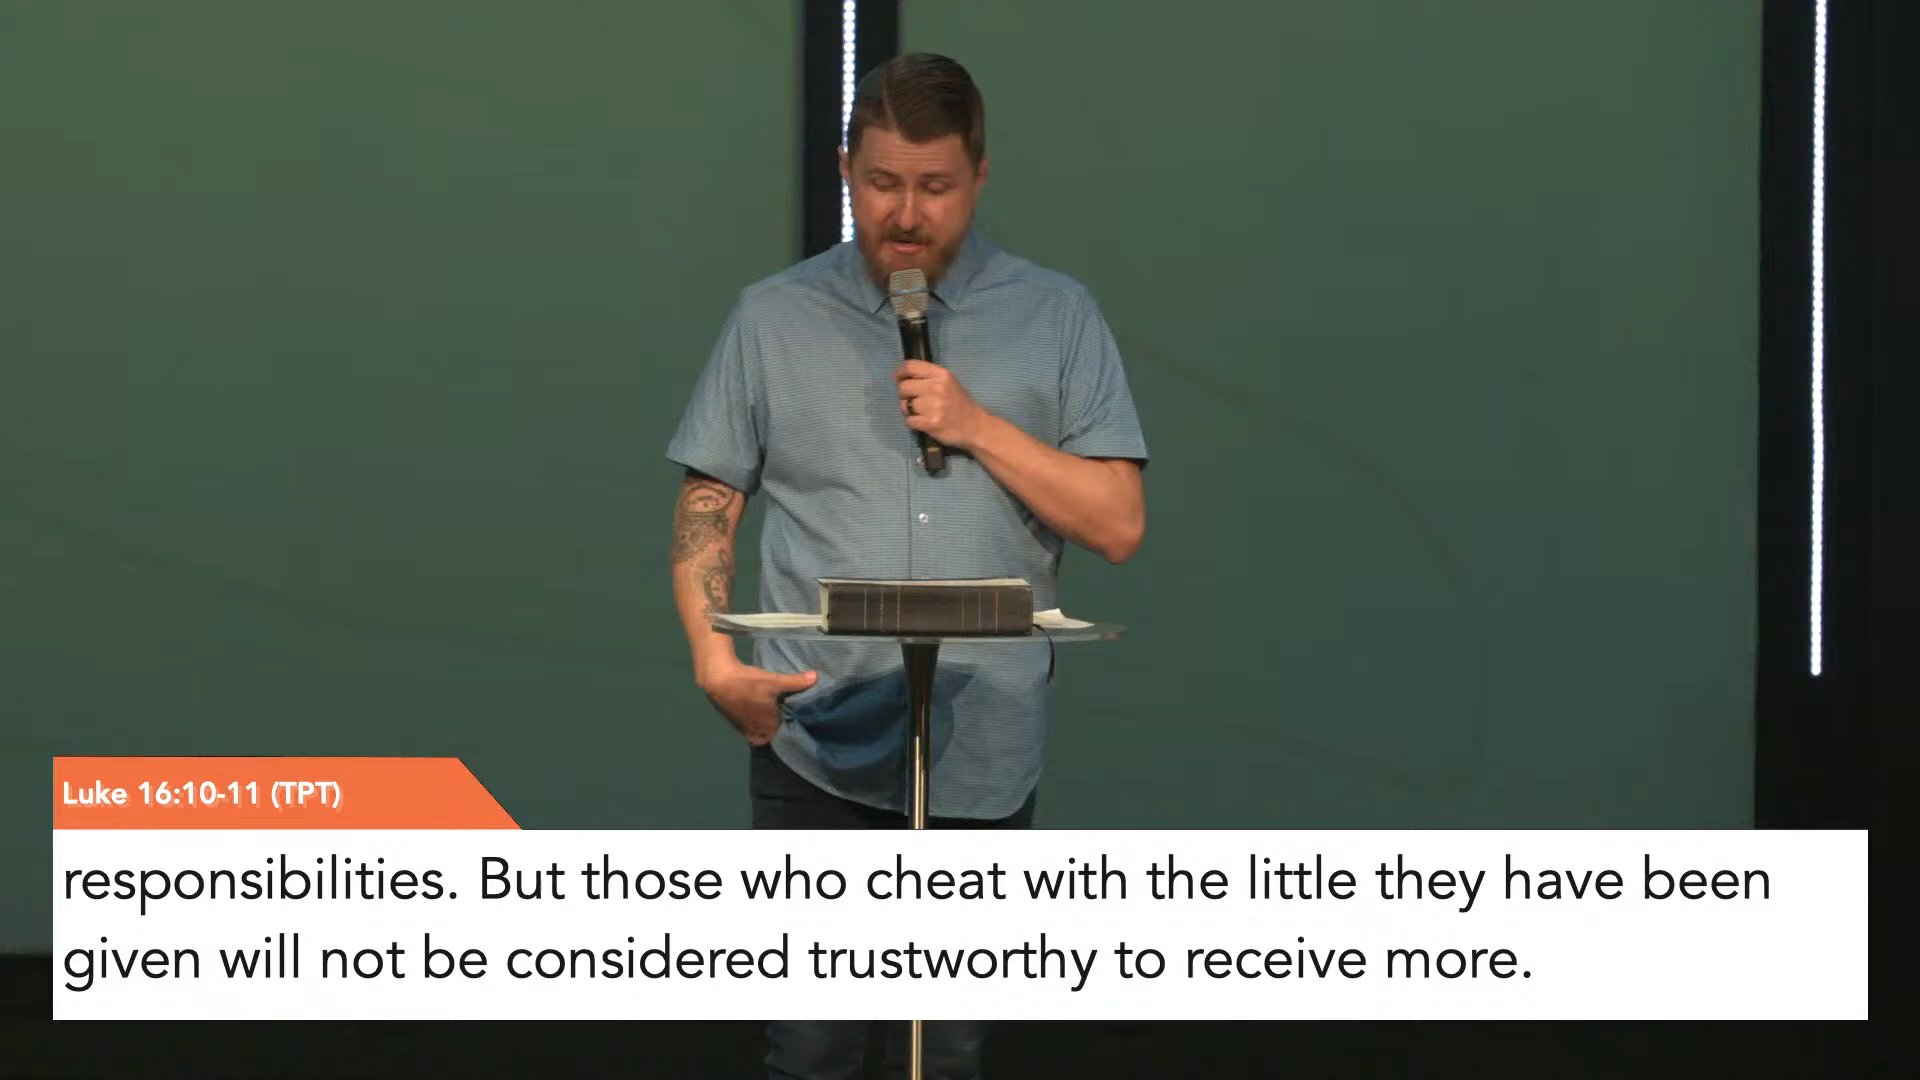 Luke 16:10-11 (TPT)
responsibilities. But those who cheat with the little they have been
given will not be considered trustworthy to receive more.